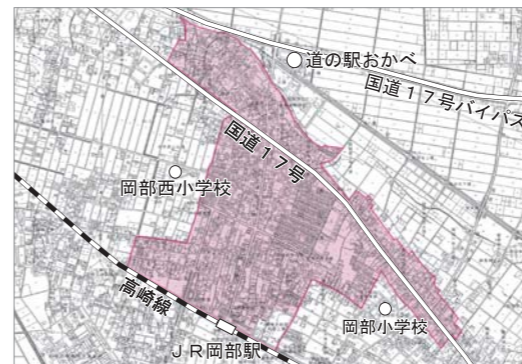 道の駅おかべ
国道１７号バイパス
国道１７号
岡部西小学校
高崎線
岡部小学校
ＪＲ岡部駅